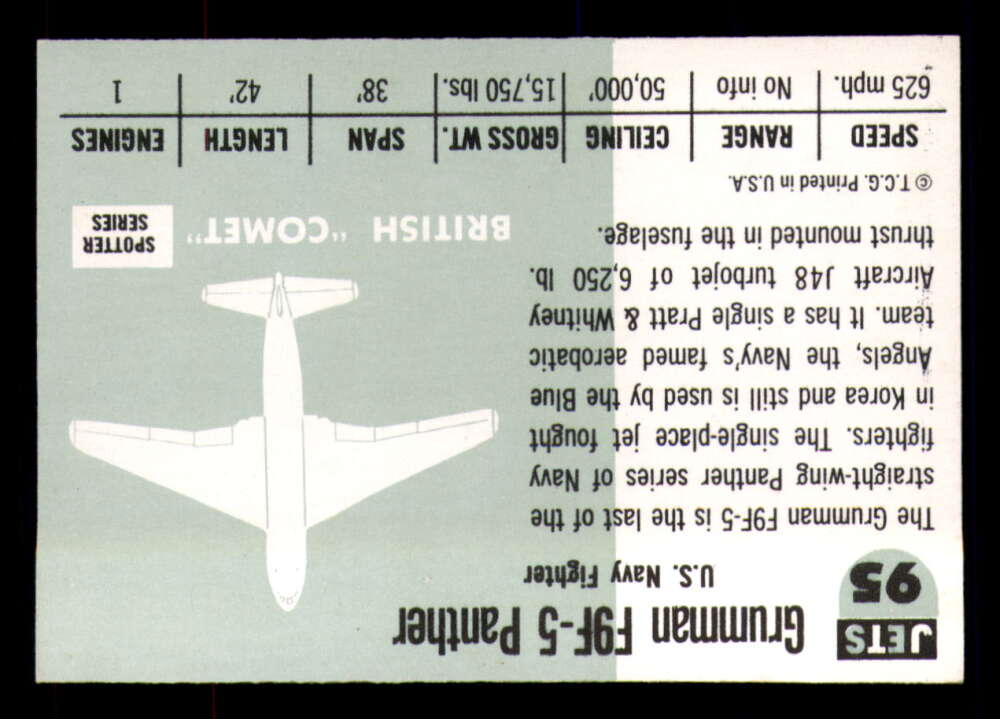 JETS
95
Grumman F9F-5 Panther
U.S. Navy Fighter
The Grumman F9F-5 is the last of the
straight-wing Panther series of Navy
fighters. The single-place jet fought
in Korea and still is used by the Blue
Angels, the Navy's famed aerobatic
team. It has a single Pratt & Whitney
Aircraft J48 turbojet of 6,250 lb.
thrust mounted in the fuselage.
© T.C.G. Printed in U.S.A.
BRITISH "COMET"
SPOTTER
SERIES
SPEED RANGE CEILING GROSS WT. SPAN LENGTH ENGINES
625 mph. No info 50,000' 15,750 lbs. 38' 42' 1